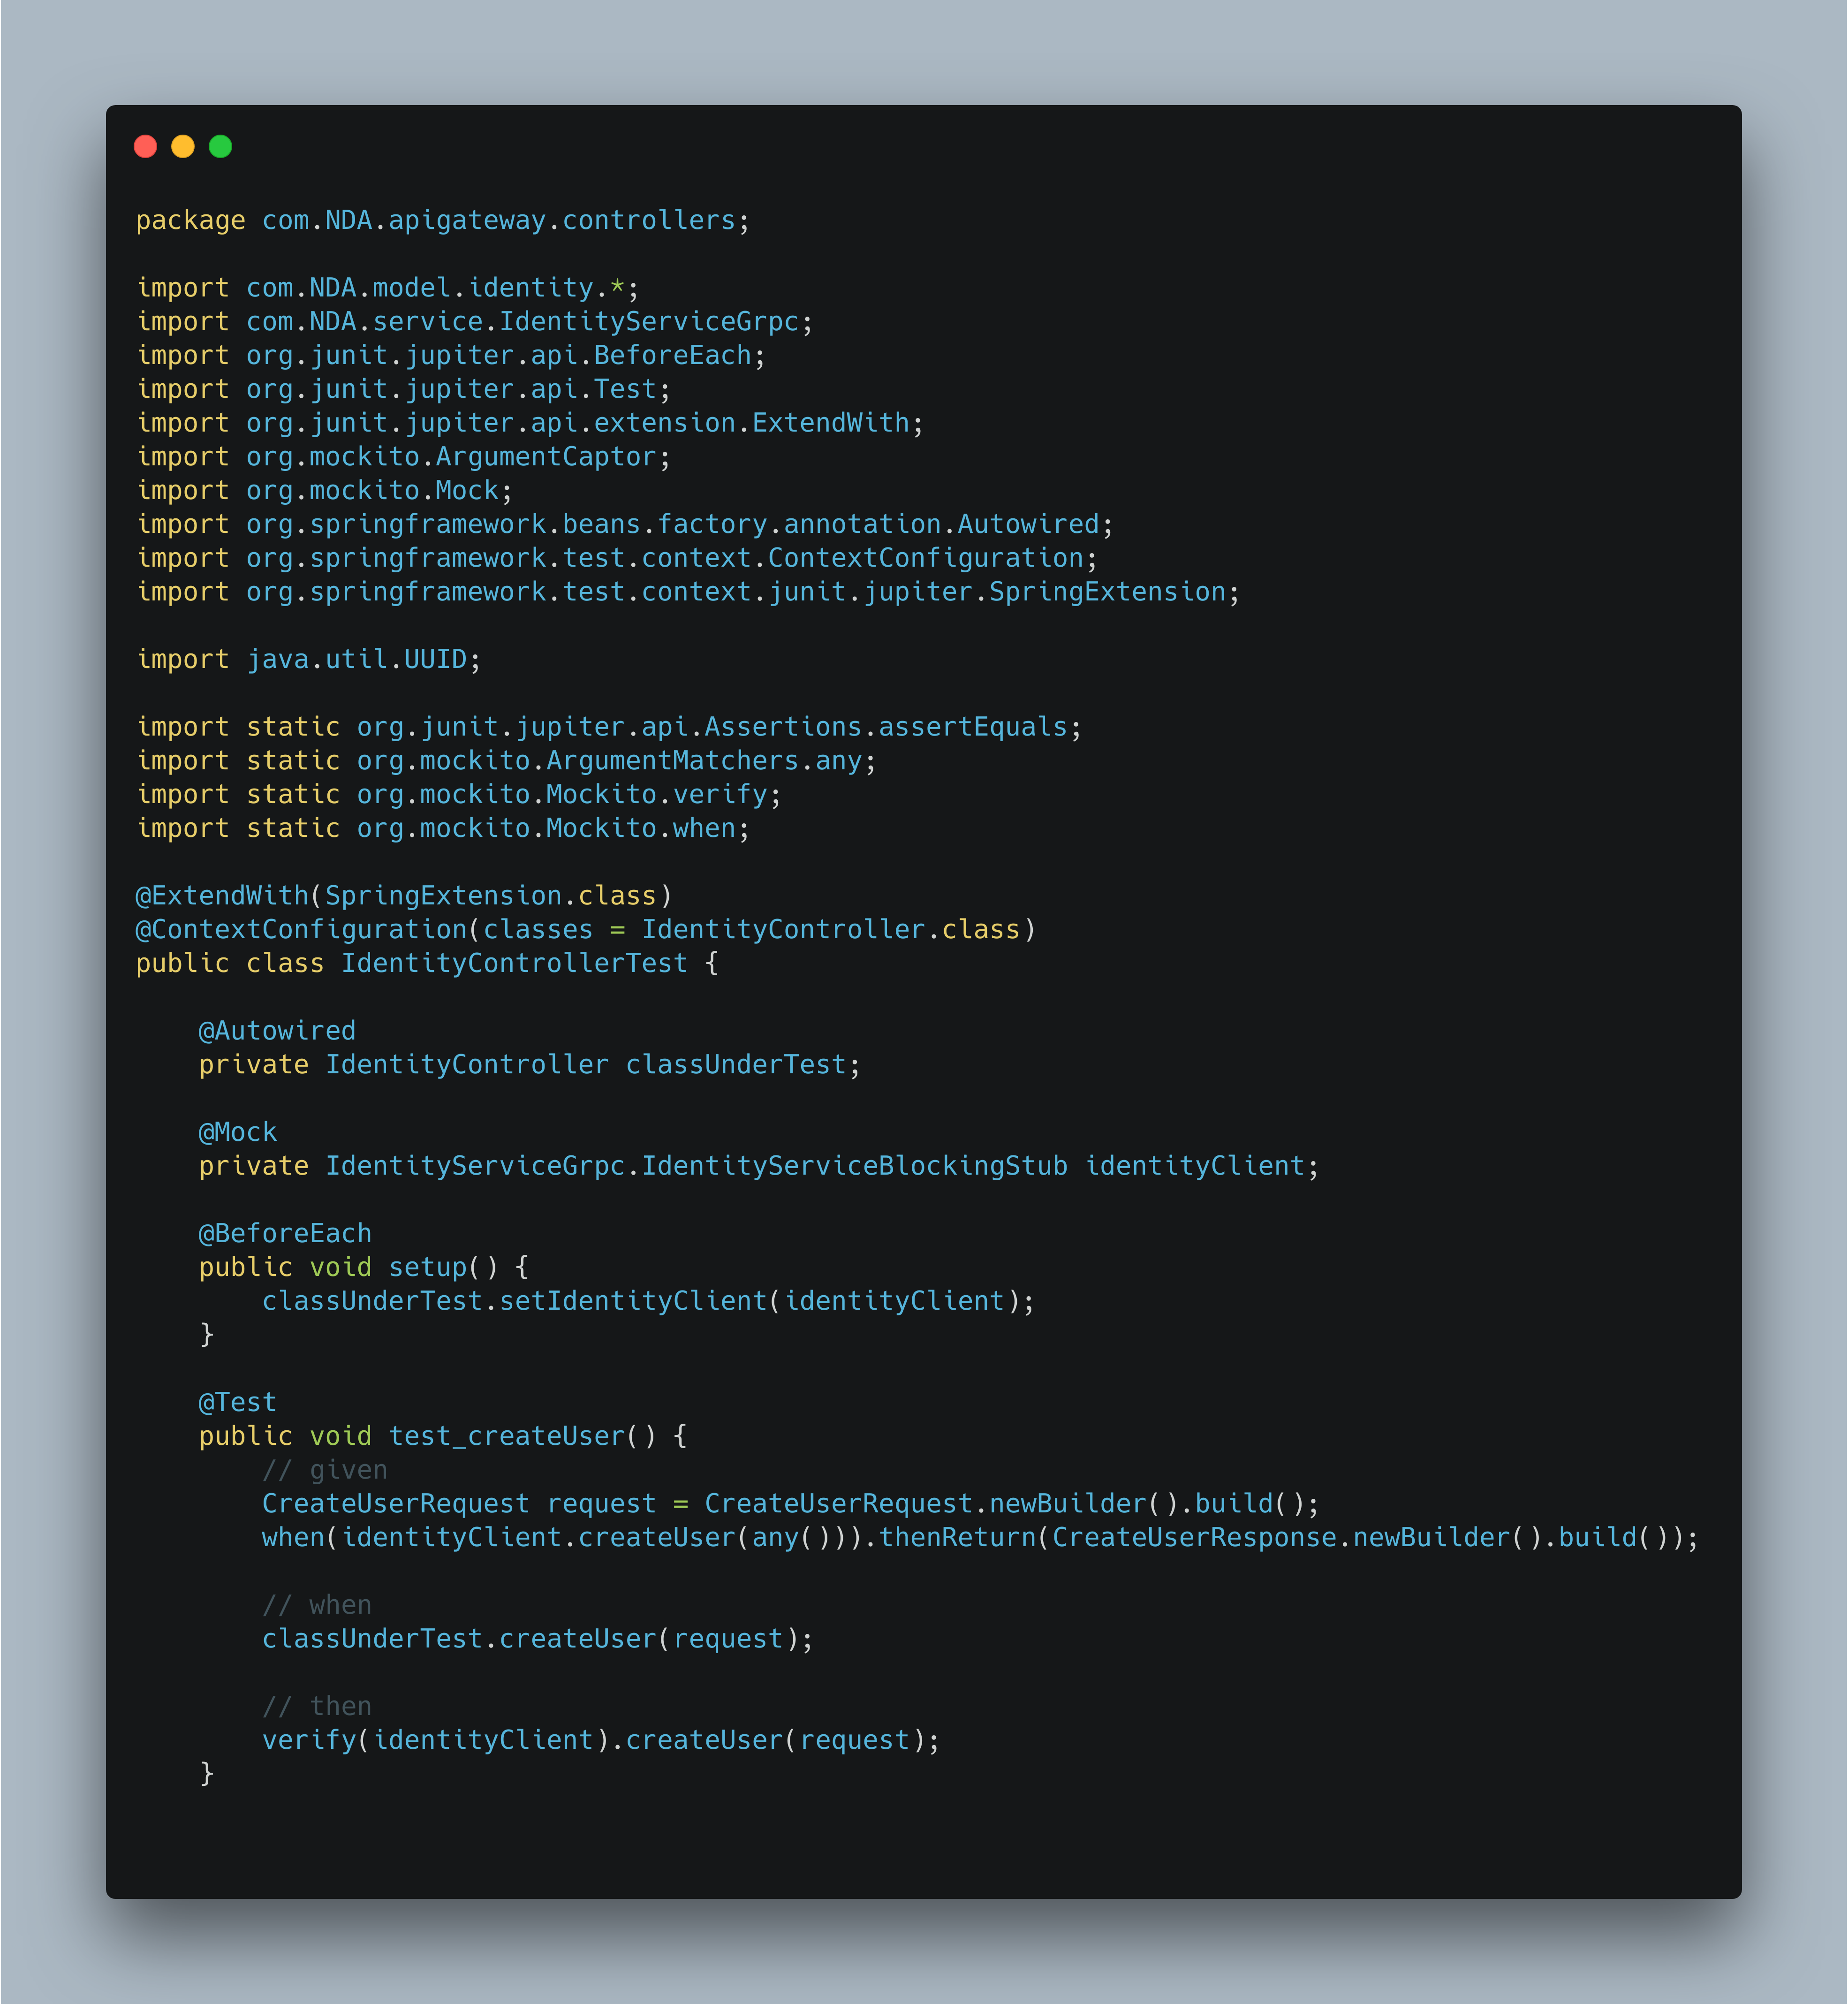 package com.NDA.apigateway.controllers;
import com.NDA.model.identity.*;
import com.NDA.service.IdentityServiceGrpc;
import org.junit.jupiter.api.BeforeEach;
import org.junit.jupiter.api.Test;
import org.junit.jupiter.api.extension.ExtendWith;
import org.mockito.ArgumentCaptor;
import org.mockito.Mock;
import org.springframework.beans.factory.annotation.Autowired;
import org.springframework.test.context.ContextConfiguration;
import org.springframework.test.context.junit.jupiter.SpringExtension;
import java.util.UUID;
import static org.junit.jupiter.api.Assertions.assertEquals;
import static org.mockito.ArgumentMatchers.any;
import static org.mockito.Mockito.verify;
import static org.mockito.Mockito.when;
@ExtendWith(SpringExtension.class)
@ContextConfiguration(classes = IdentityController.class)
public class IdentityControllerTest {
    @Autowired
    private IdentityController classUnderTest;
    @Mock
    private IdentityServiceGrpc.IdentityServiceBlockingStub identityClient;
    @BeforeEach
    public void setup() {
        classUnderTest.setIdentityClient(identityClient);
    }
    @Test
    public void test_createUser() {
        // given
        CreateUserRequest request = CreateUserRequest.newBuilder().build();
        when(identityClient.createUser(any())).thenReturn(CreateUserResponse.newBuilder().build());
        // when
        classUnderTest.createUser(request);
        // then
        verify(identityClient).createUser(request);
    }